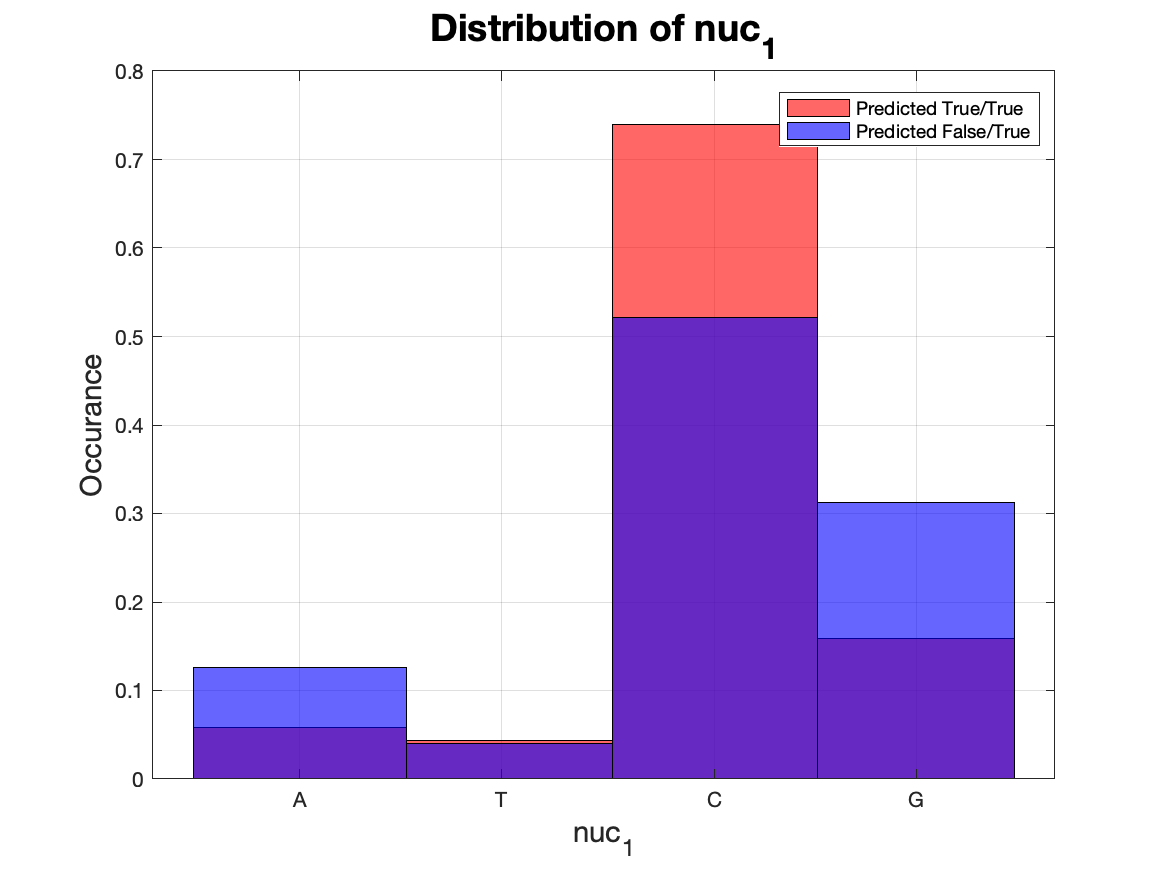 Distribution of nuc1
0.8
0.7
0.6
0.5
0.4
0.3
0.2
0.1
0
Occurance
Predicted True/True
Predicted False/True
A T C G
nuc1